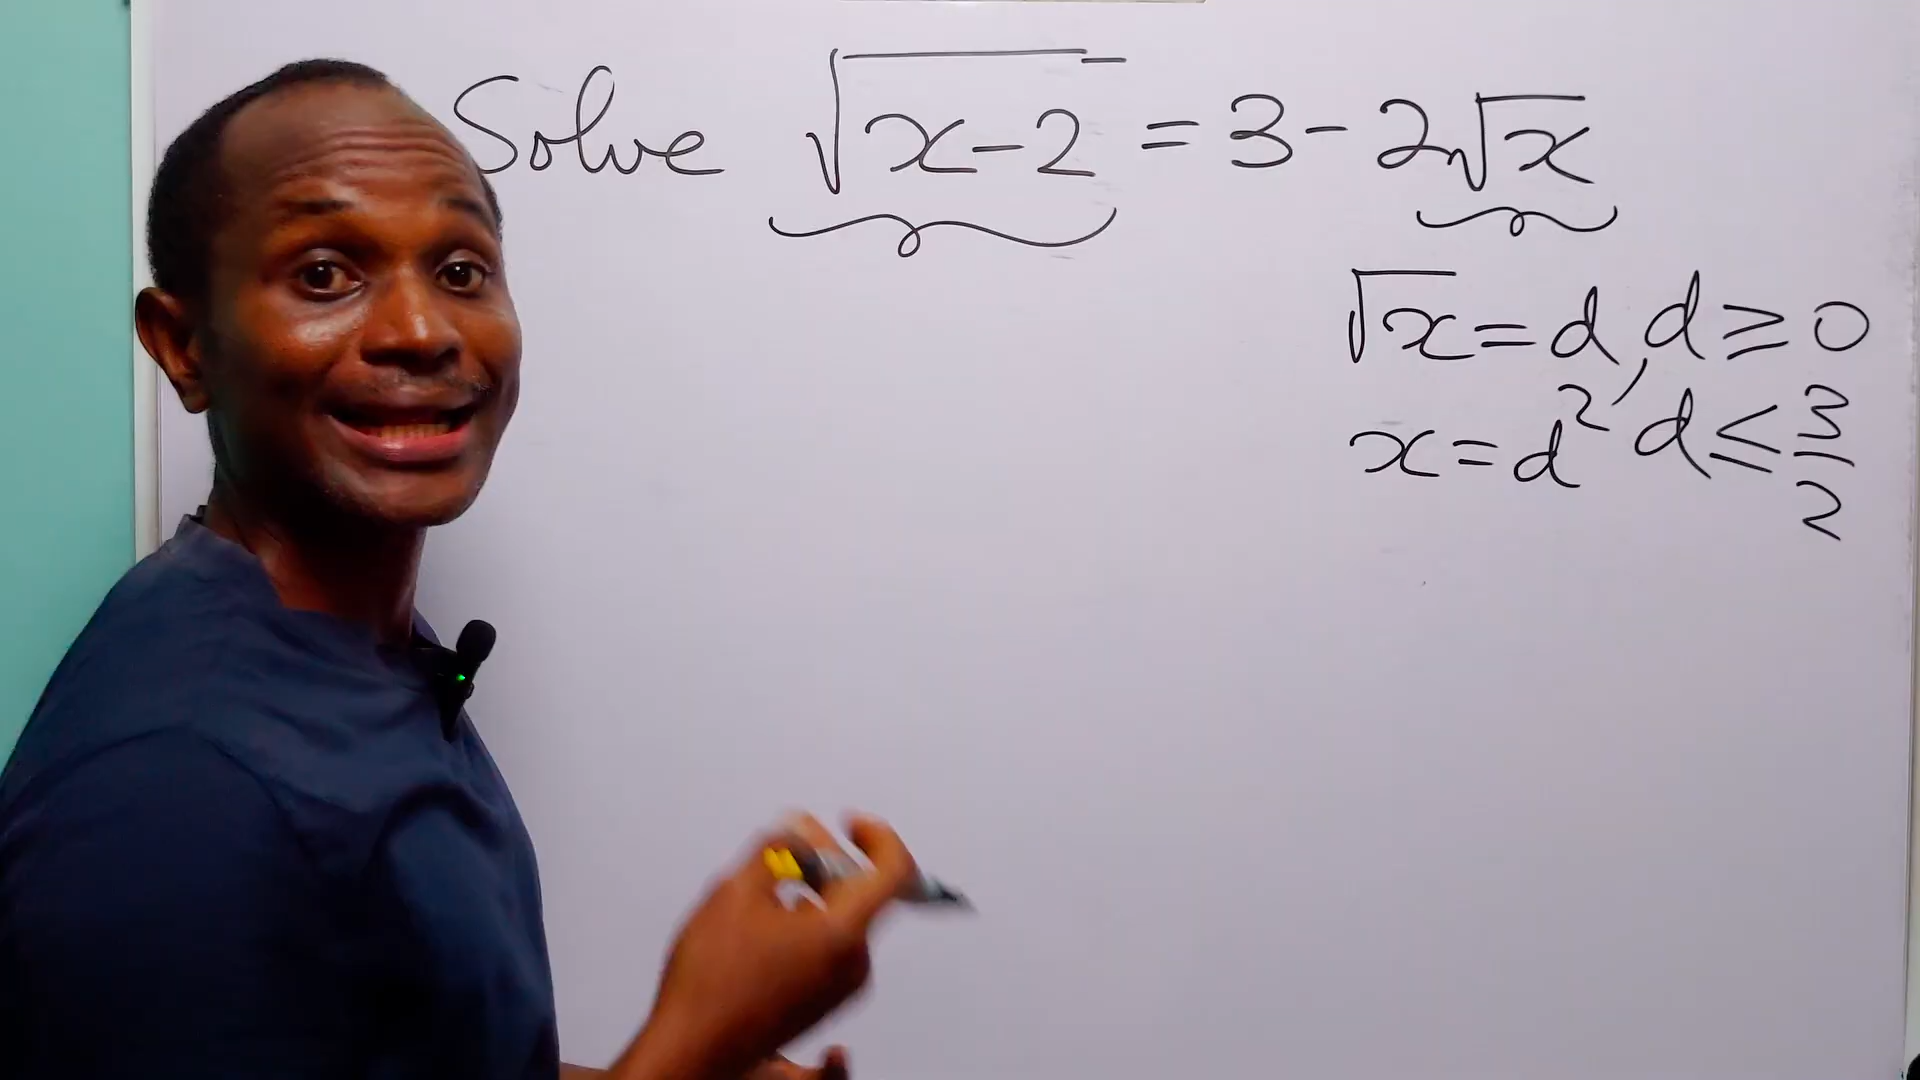 Solve √(x-2) = 3 - 2√x
√x = d, d ≥ 0
x = d², d ≤ 3/2